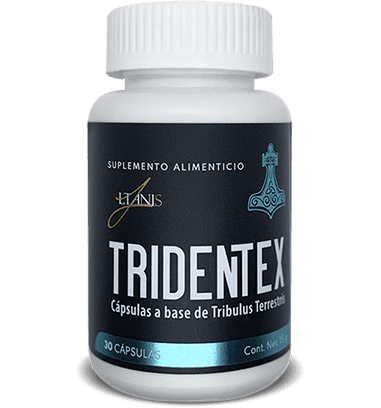 SUPLEMENTO ALIMENTICIO
TRIDENTEX
Cápsulas a base de Tribulus Terrestris
30 CÁPSULAS
Cont. Net.